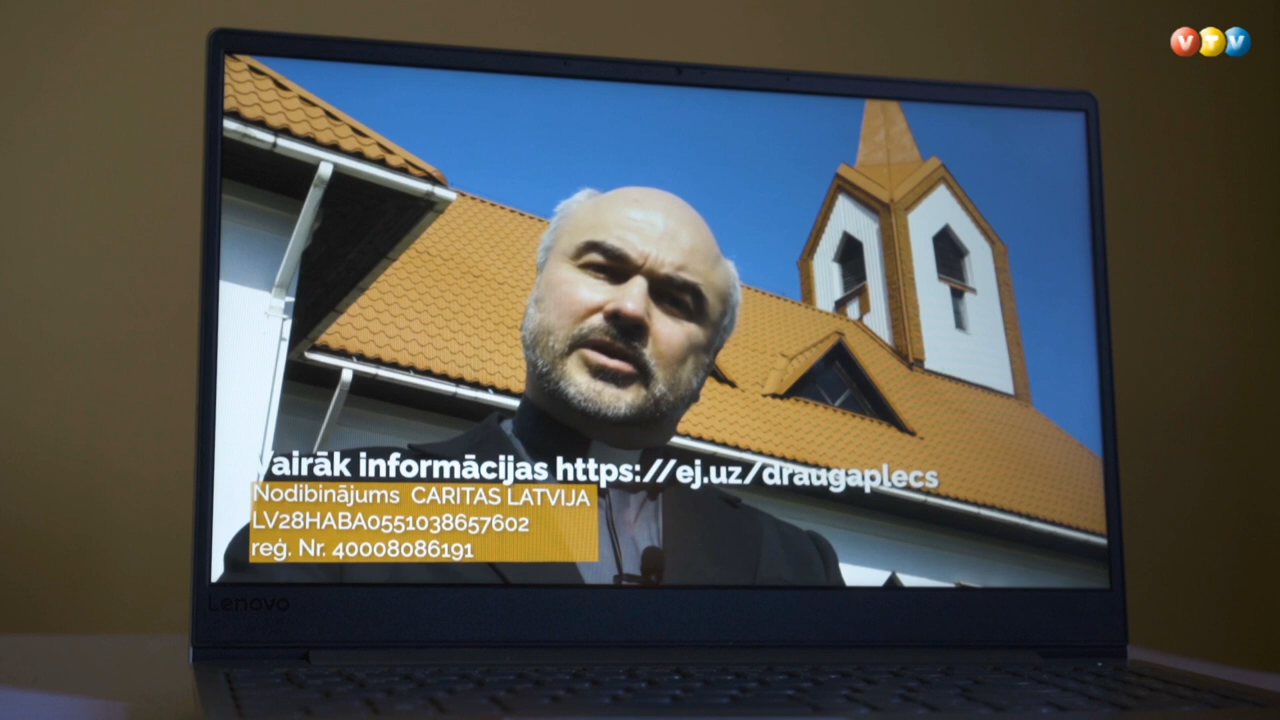 VTV
Vairāk informācijas https://ej.uz/draugaplecs
Nodibinājums CARITAS LATVIJA
LV28HABA0551038657602
reģ. Nr. 40008086191
Lenovo